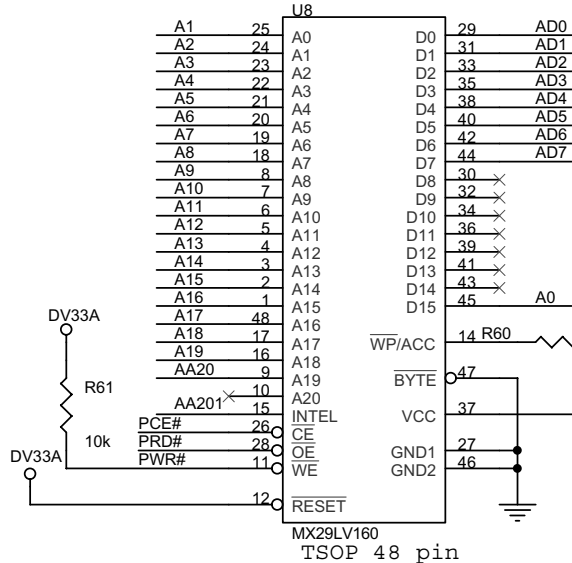 U8
A1 25 A0 D0 29 AD0
A2 24 A1 D1 31 AD1
A3 23 A2 D2 33 AD2
A4 22 A3 D3 35 AD3
A5 21 A4 D4 38 AD4
A6 20 A5 D5 40 AD5
A7 19 A6 D6 42 AD6
A8 18 A7 D7 44 AD7
A9 8 A8 D8 30
A10 7 A9 D9 32
A11 6 A10 D10 34
A12 5 A11 D11 36
A13 4 A12 D12 39
A14 3 A13 D13 41
A15 2 A14 D14 43
A16 1 A15 D15 45 A0
DV33A A17 48 A16
A18 17 A17 WP/ACC 14 R60
A19 16 A18
AA20 9 A19 BYTE 47
R61 10 A20
AA201 15 INTEL VCC 37
PCE# 26 CE
10k PRD# 28 OE GND1 27
DV33A PWR# 11 WE GND2 46
12 RESET
MX29LV160
TSOP 48 pin